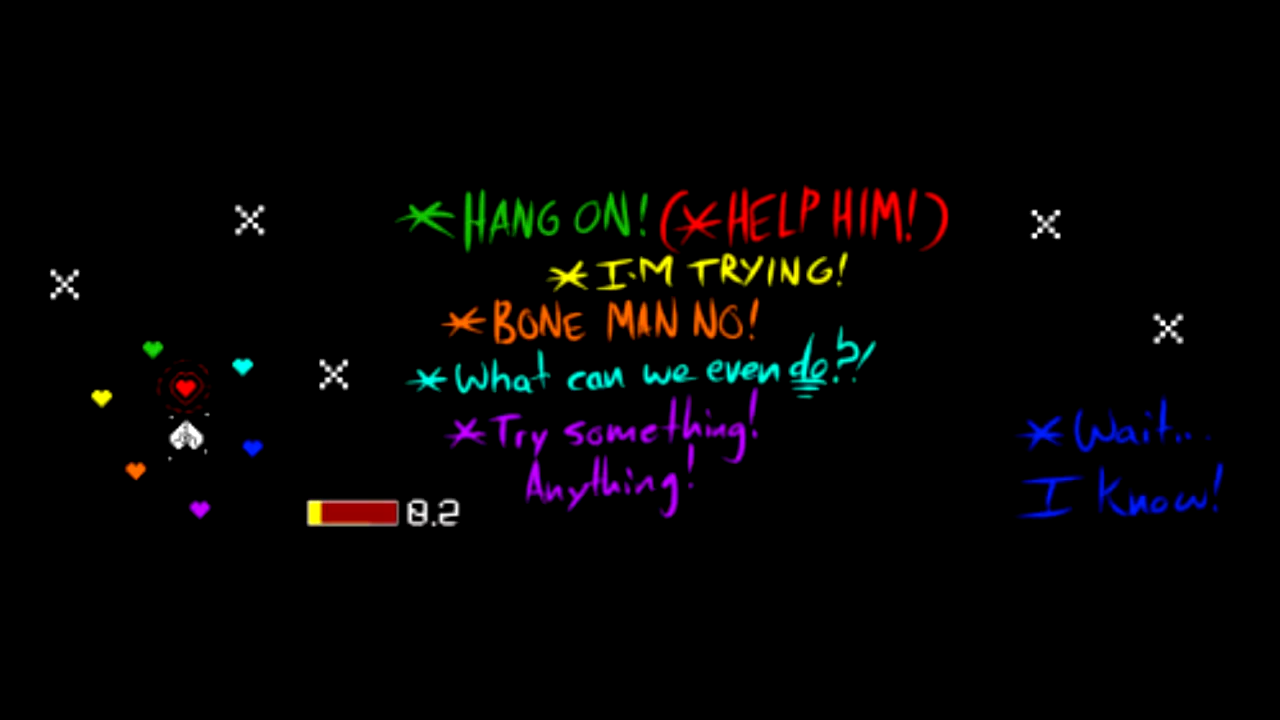 *HANG ON! (*HELP HIM!)
*I'M TRYING!
*BONE MAN NO!
*What can we even do?!
*Try something!
Anything!
*Wait...
I know!
0.2